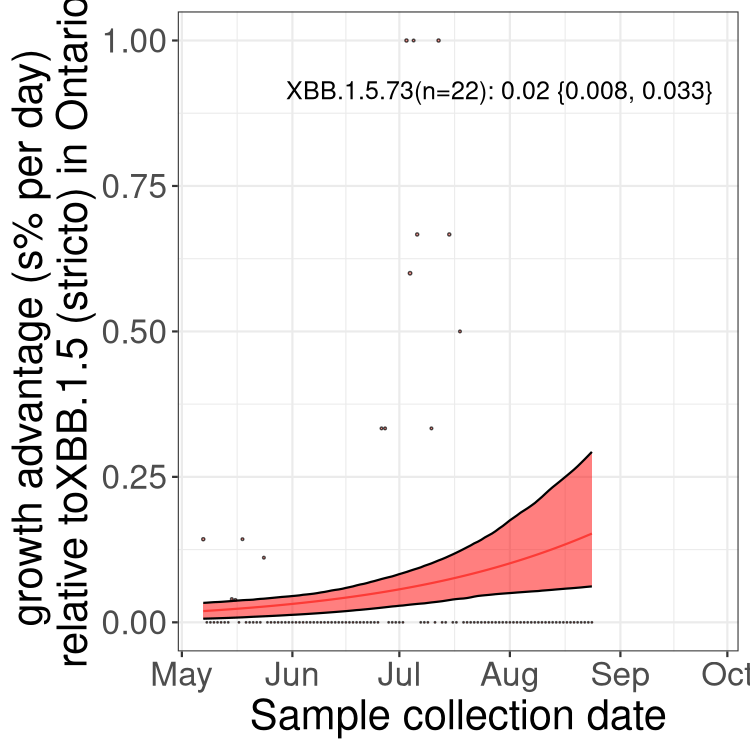 growth advantage (s% per day)
relative toXBB.1.5 (stricto) in Ontario
1.00
0.75
0.50
0.25
0.00
XBB.1.5.73(n=22): 0.02 {0.008, 0.033}
May Jun Jul Aug Sep Oct
Sample collection date